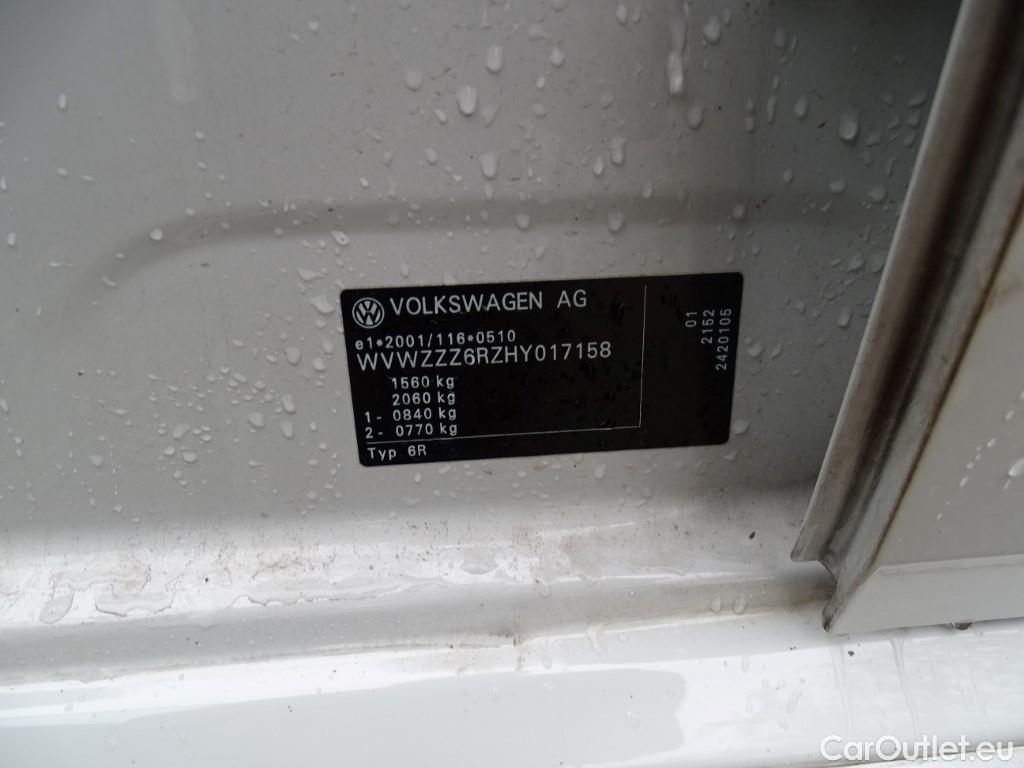 VOLKSWAGEN AG
e1*2001/116*0510
WVWZZZ6RZHY017158
1560 kg
2060 kg
1- 0840 kg
2- 0770 kg
Typ 6R
01
2152
2420105
CarOutlet.eu